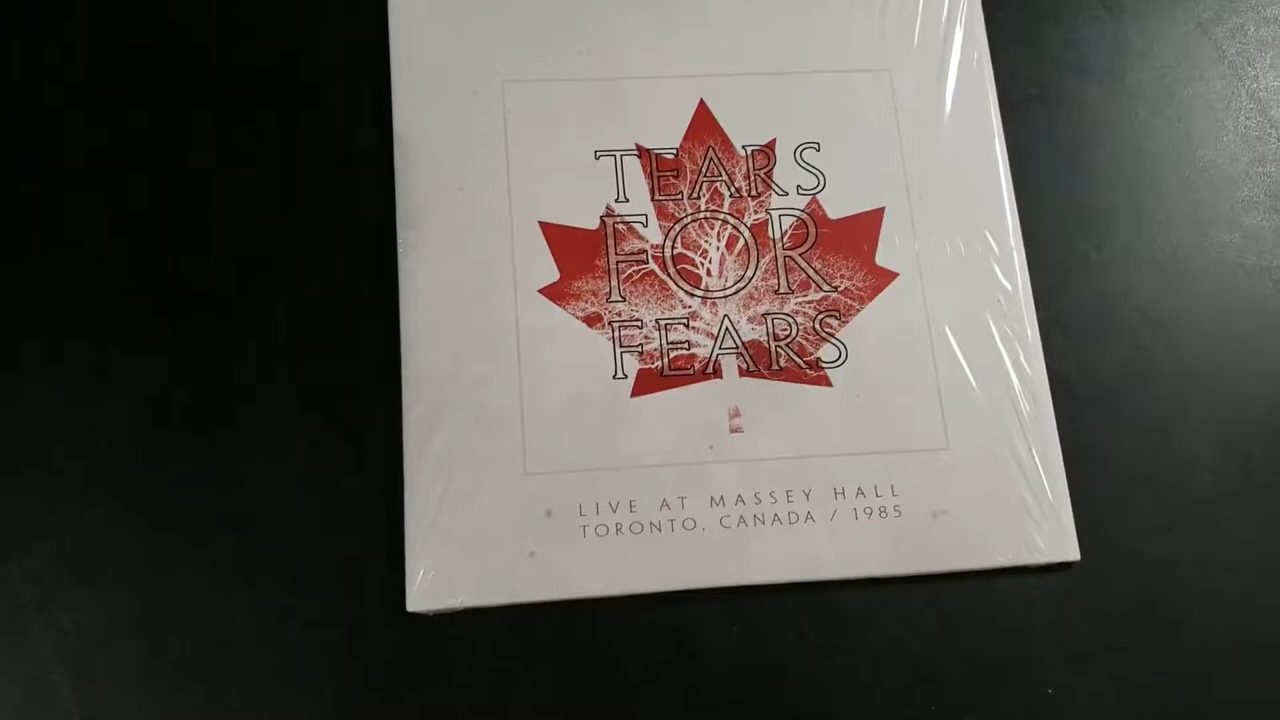 TEARS
FOR
FEARS
LIVE AT MASSEY HALL
TORONTO, CANADA / 1985